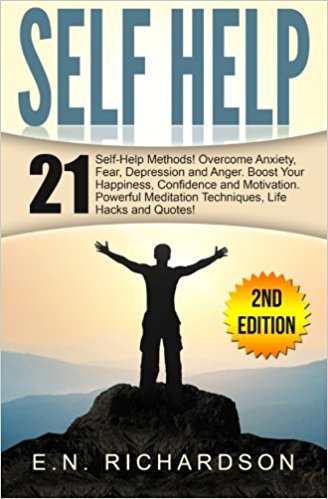 SELF HELP
21
Self-Help Methods! Overcome Anxiety,
Fear, Depression and Anger. Boost Your
Happiness, Confidence and Motivation.
Powerful Meditation Techniques, Life
Hacks and Quotes!
2ND
EDITION
E.N. RICHARDSON